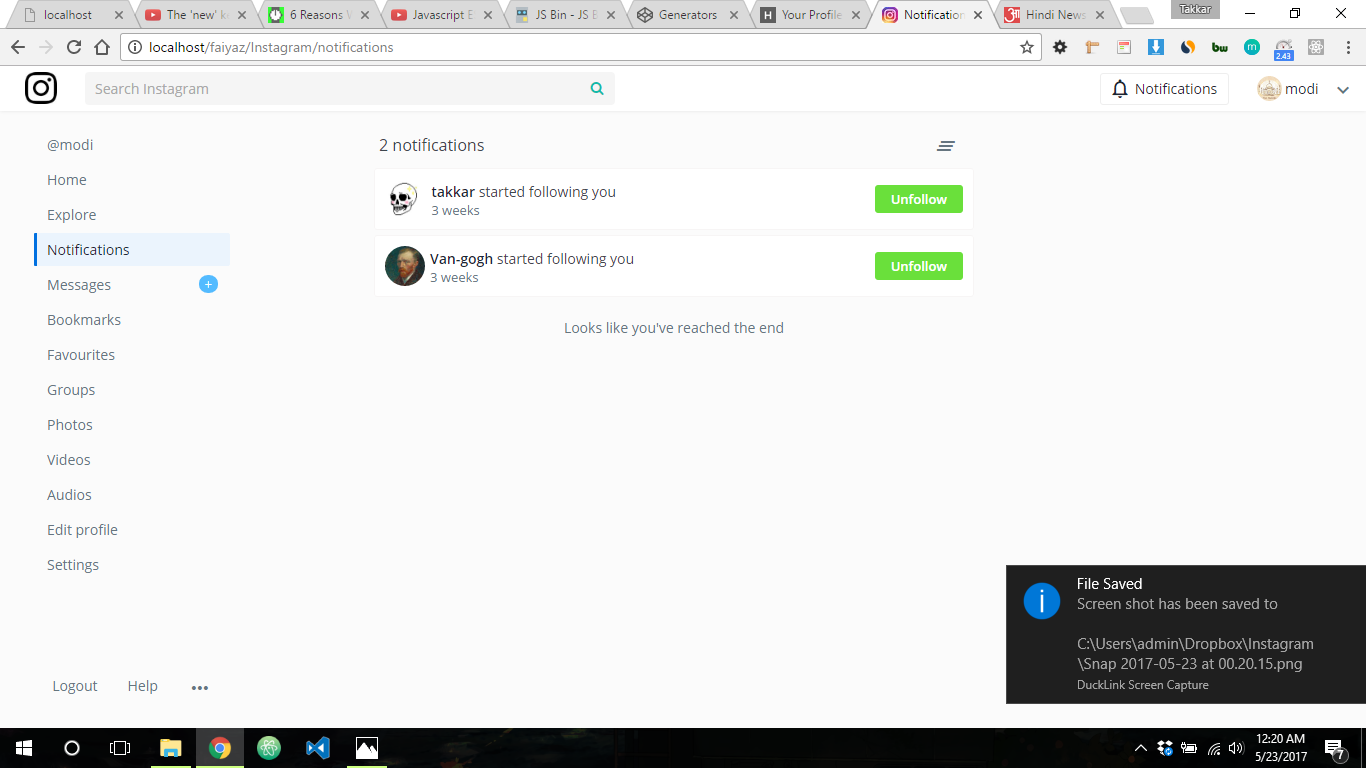 localhost
The 'new' k
6 Reasons
Javascript E
JS Bin - JS B
Generators
Your Profile
Notification
Hindi News
Takkar
localhost/faiyaz/Instagram/notifications
bw
m
2.43
Search Instagram
Notifications
modi
@modi
Home
Explore
Notifications
Messages
+
Bookmarks
Favourites
Groups
Photos
Videos
Audios
Edit profile
Settings
Logout
Help
2 notifications
takkar started following you
3 weeks
Unfollow
Van-gogh started following you
3 weeks
Unfollow
Looks like you've reached the end
File Saved
Screen shot has been saved to
C:\Users\admin\Dropbox\Instagram
\Snap 2017-05-23 at 00.20.15.png
DuckLink Screen Capture
12:20 AM
5/23/2017
7